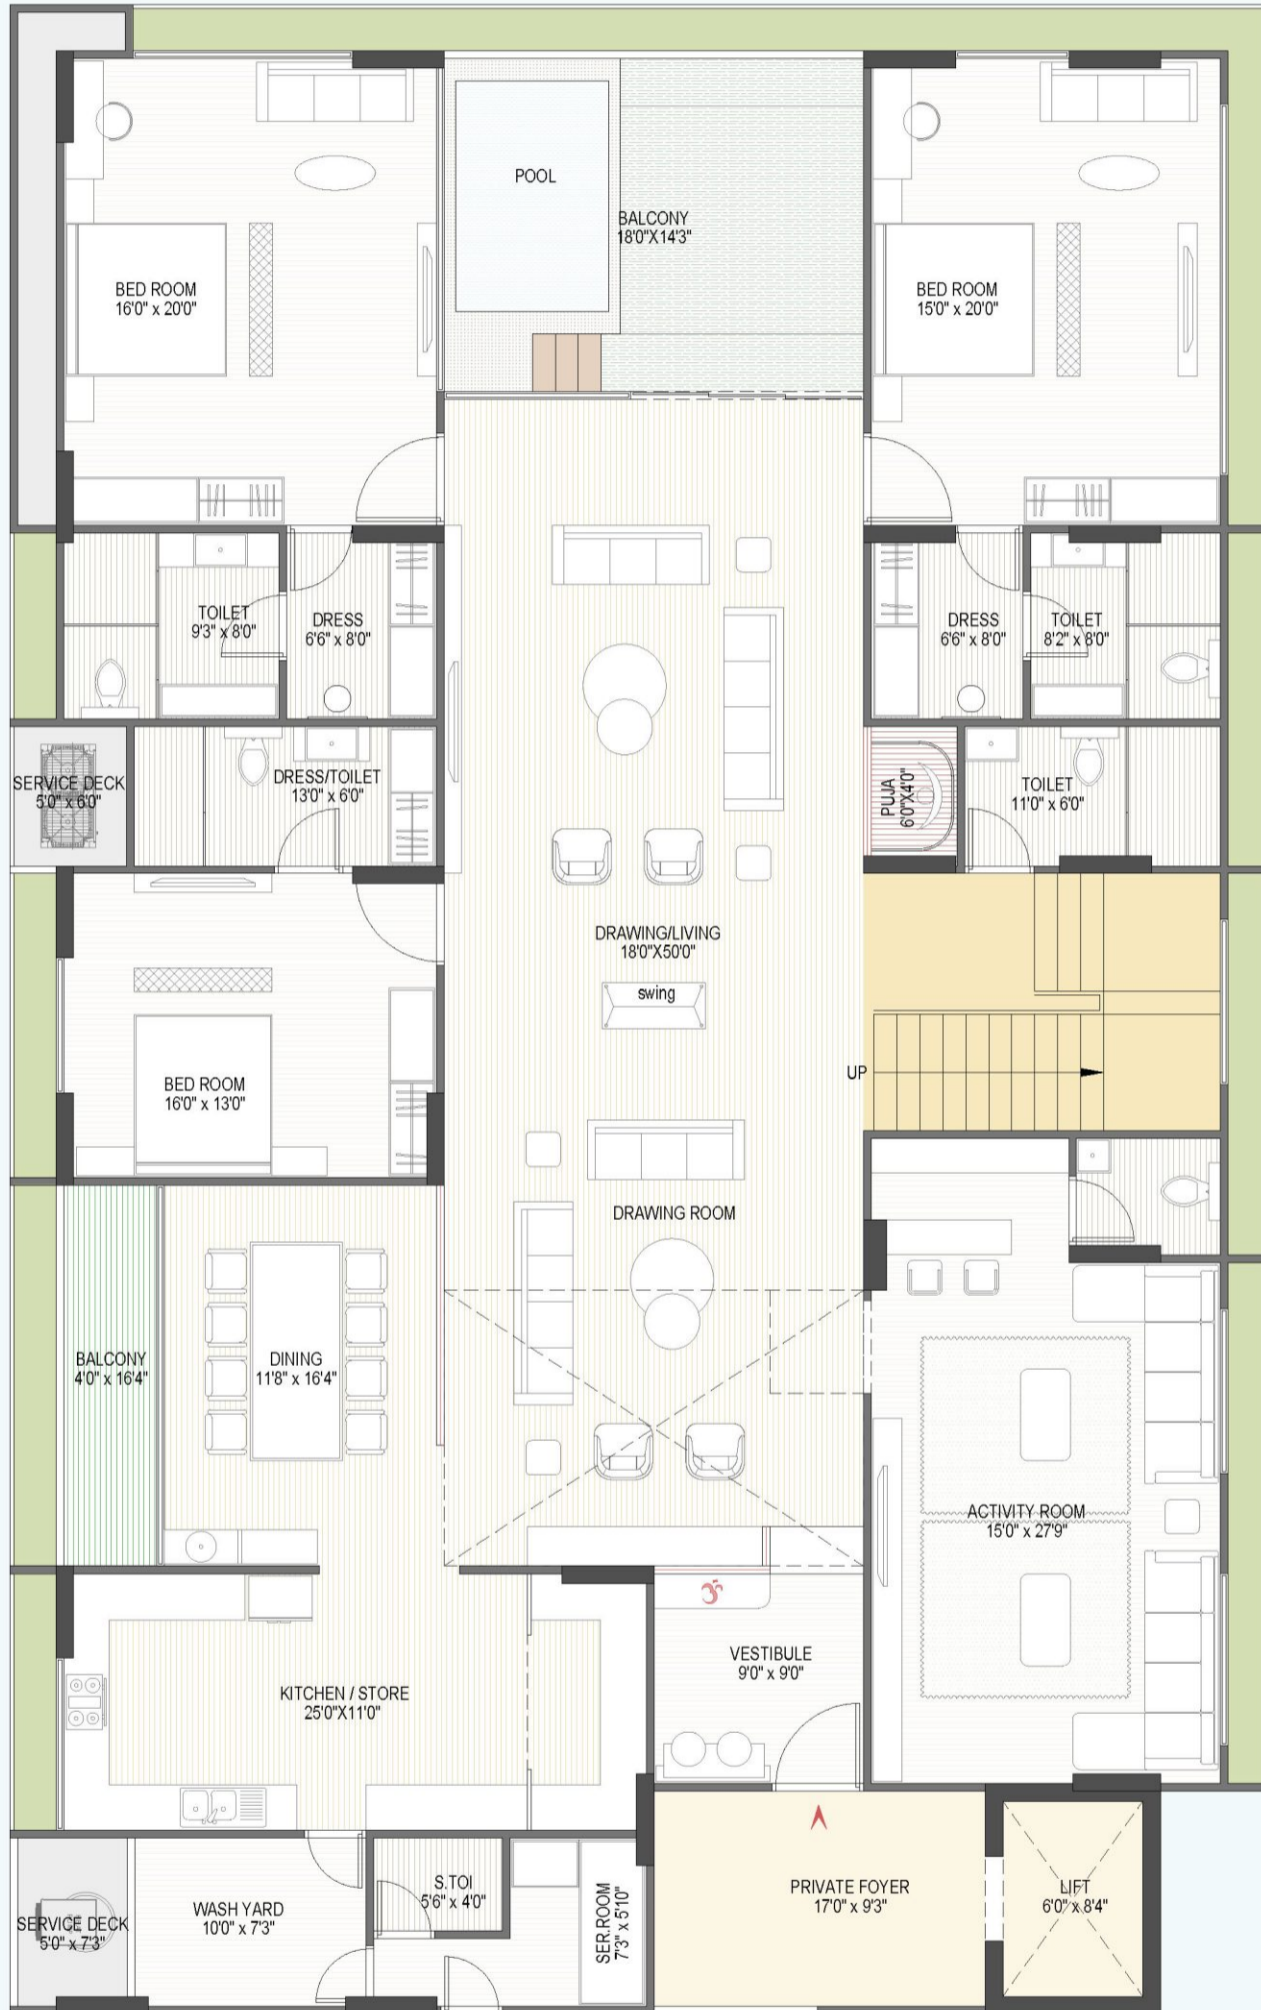 POOL
BALCONY
18'0"X14'3"
BED ROOM
16'0" x 20'0"
BED ROOM
15'0" x 20'0"
TOILET
9'3" x 8'0"
DRESS
6'6" x 8'0"
DRESS
6'6" x 8'0"
TOILET
8'2" x 8'0"
SERVICE DECK
5'0" x 6'0"
DRESS/TOILET
13'0" x 6'0"
PUJA
6'0"X4'0"
TOILET
11'0" x 6'0"
DRAWING/LIVING
18'0"X50'0"
swing
BED ROOM
16'0" x 13'0"
UP
DRAWING ROOM
BALCONY
4'0" x 16'4"
DINING
11'8" x 16'4"
ACTIVITY ROOM
15'0" x 27'9"
ॐ
VESTIBULE
9'0" x 9'0"
KITCHEN / STORE
25'0"X11'0"
SERVICE DECK
5'0" x 7'3"
WASH YARD
10'0" x 7'3"
S.TOI
5'6" x 4'0"
SER.ROOM
7'3" x 5'10"
PRIVATE FOYER
17'0" x 9'3"
LIFT
6'0" x 8'4"